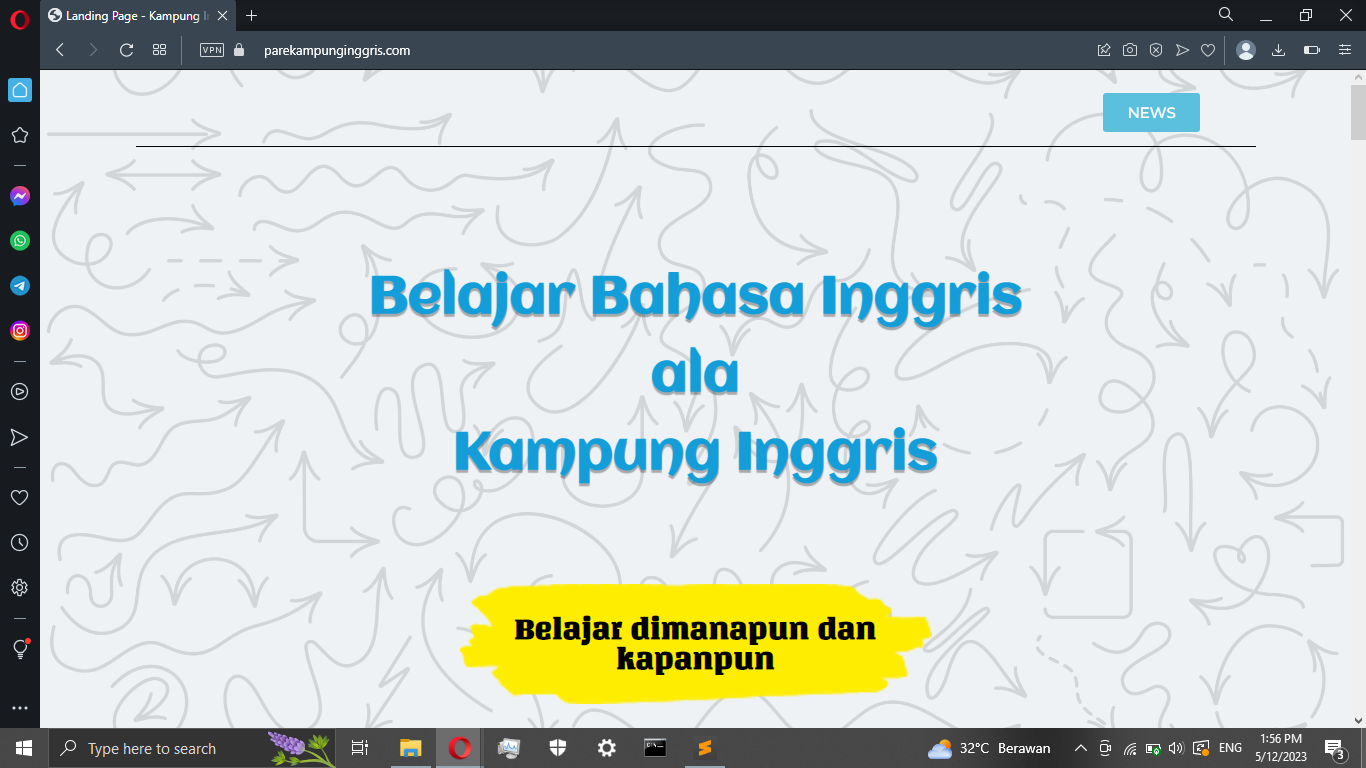 Landing Page - Kampung I
VPN
parekampunginggris.com
NEWS
Belajar Bahasa Inggris
ala
Kampung Inggris
Belajar dimanapun dan
kapanpun
Type here to search
32°C Berawan
ENG
1:56 PM
5/12/2023
3